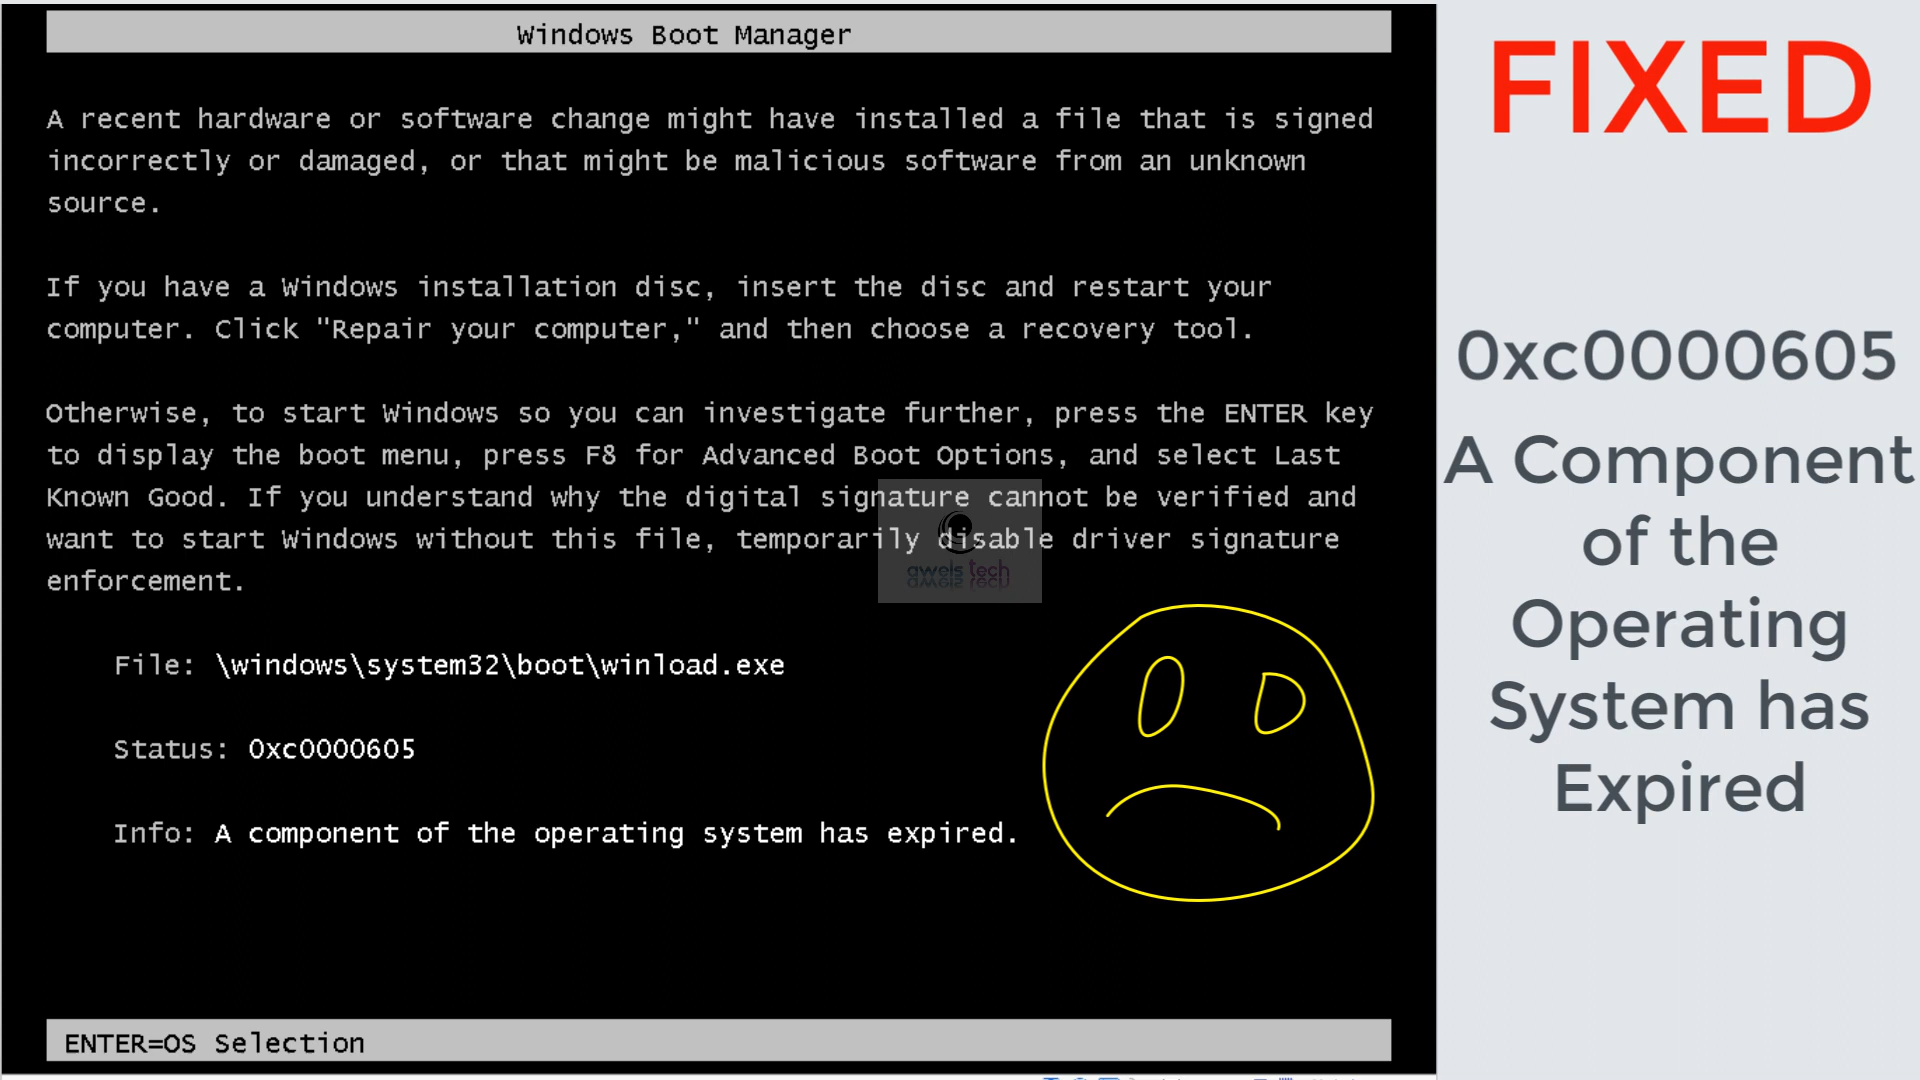 Windows Boot Manager
A recent hardware or software change might have installed a file that is signed
incorrectly or damaged, or that might be malicious software from an unknown
source.
If you have a Windows installation disc, insert the disc and restart your
computer. Click "Repair your computer," and then choose a recovery tool.
Otherwise, to start Windows so you can investigate further, press the ENTER key
to display the boot menu, press F8 for Advanced Boot Options, and select Last
Known Good. If you understand why the digital signature cannot be verified and
want to start Windows without this file, temporarily disable driver signature
enforcement.
awels tech
File: \windows\system32\boot\winload.exe
Status: 0xc0000605
Info: A component of the operating system has expired.
ENTER=OS Selection
FIXED
0xc0000605
A Component
of the
Operating
System has
Expired